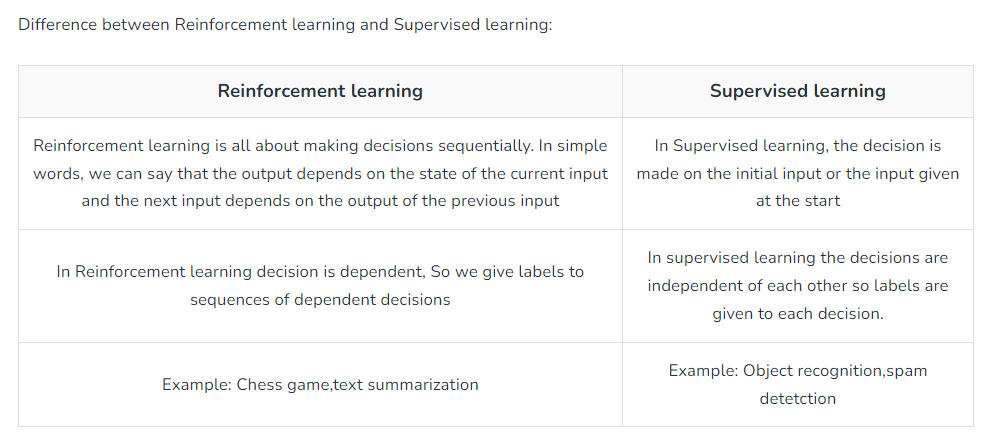 Difference between Reinforcement learning and Supervised learning:
Reinforcement learning
Supervised learning
Reinforcement learning is all about making decisions sequentially. In simple
words, we can say that the output depends on the state of the current input
and the next input depends on the output of the previous input
In Supervised learning, the decision is
made on the initial input or the input given
at the start
In Reinforcement learning decision is dependent, So we give labels to
sequences of dependent decisions
In supervised learning the decisions are
independent of each other so labels are
given to each decision.
Example: Chess game,text summarization
Example: Object recognition,spam
detetction